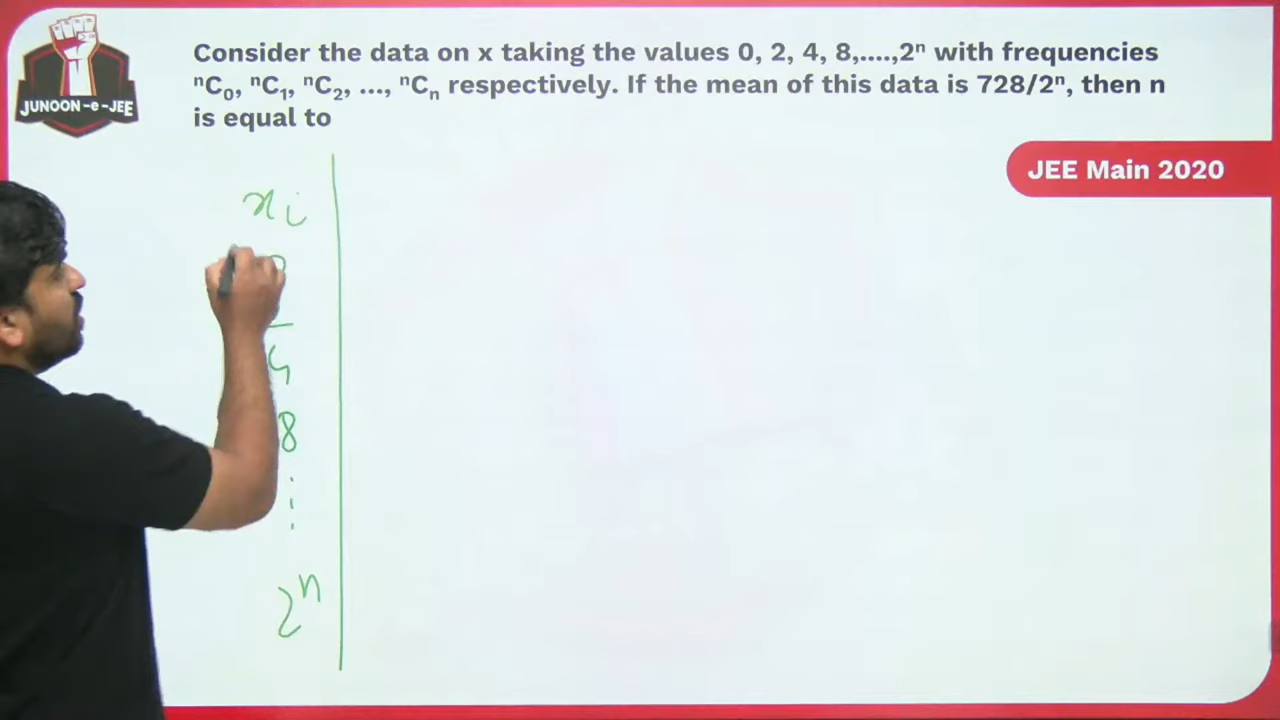 Consider the data on x taking the values 0, 2, 4, 8,....,2ⁿ with frequencies
ⁿC₀, ⁿC₁, ⁿC₂, ..., ⁿCₙ respectively. If the mean of this data is 728/2ⁿ, then n
is equal to
JUNOON-e-JEE
JEE Main 2020
xi
4
8
2ⁿ